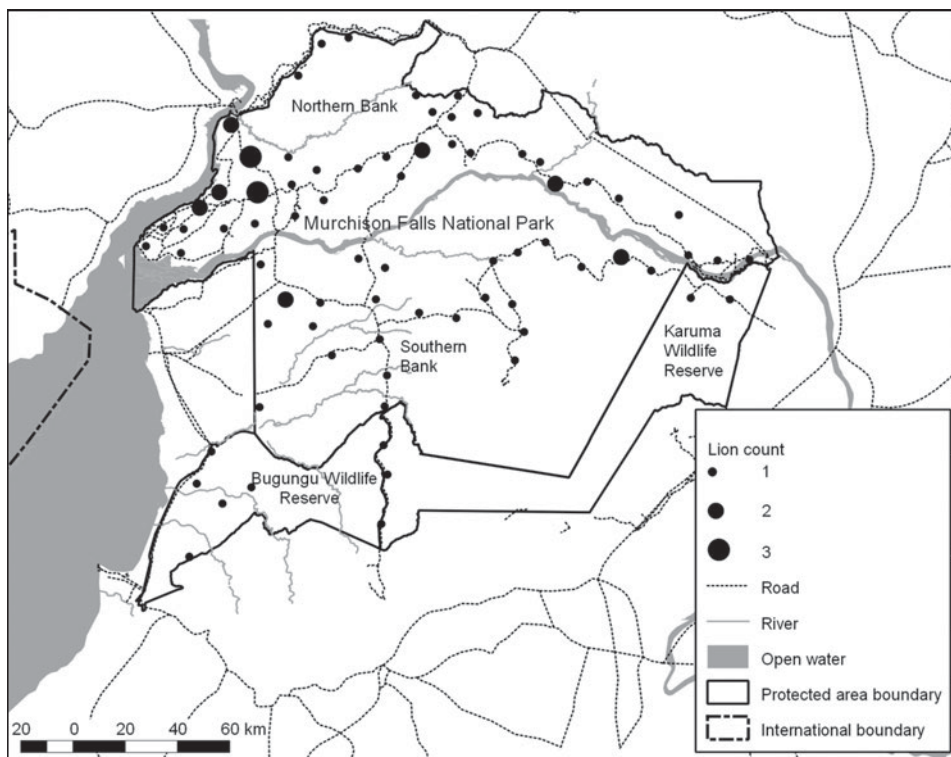 Northern Bank
Murchison Falls National Park
Southern
Bank
Karuma
Wildlife
Reserve
Bugungu Wildlife
Reserve
Lion count
1
2
3
Road
River
Open water
Protected area boundary
International boundary
20 0 20 40 60 km